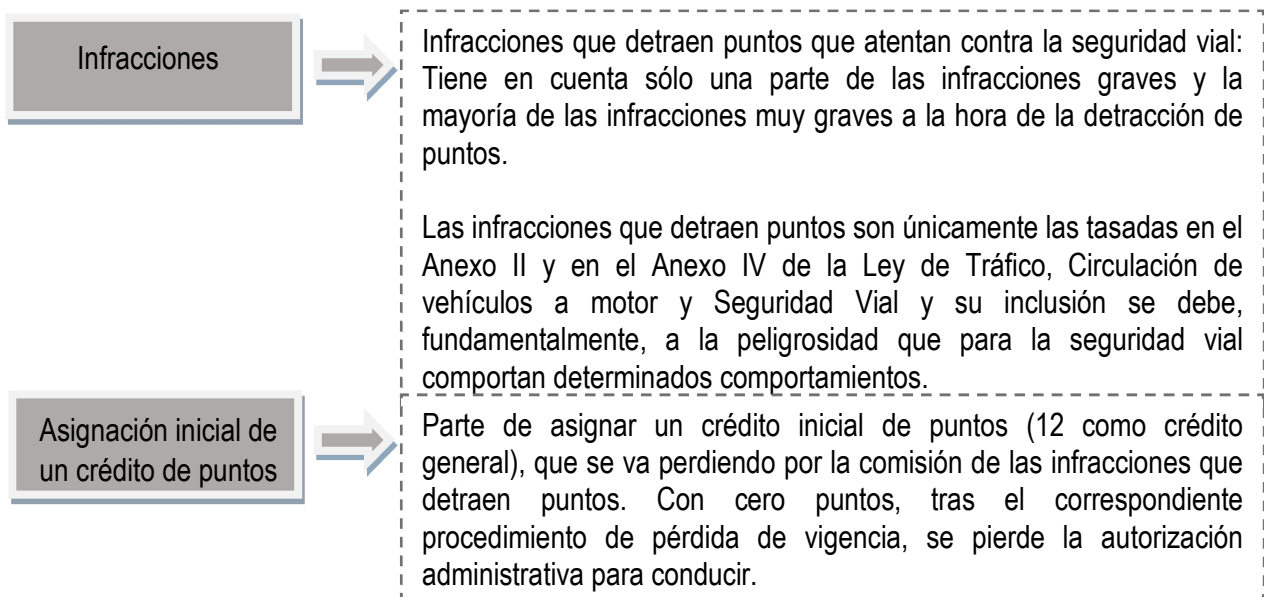 Infracciones
Infracciones que detraen puntos que atentan contra la seguridad vial:
Tiene en cuenta sólo una parte de las infracciones graves y la
mayoría de las infracciones muy graves a la hora de la detracción de
puntos.
Las infracciones que detraen puntos son únicamente las tasadas en el
Anexo II y en el Anexo IV de la Ley de Tráfico, Circulación de
vehículos a motor y Seguridad Vial y su inclusión se debe,
fundamentalmente, a la peligrosidad que para la seguridad vial
comportan determinados comportamientos.
Asignación inicial de
un crédito de puntos
Parte de asignar un crédito inicial de puntos (12 como crédito
general), que se va perdiendo por la comisión de las infracciones que
detraen puntos. Con cero puntos, tras el correspondiente
procedimiento de pérdida de vigencia, se pierde la autorización
administrativa para conducir.